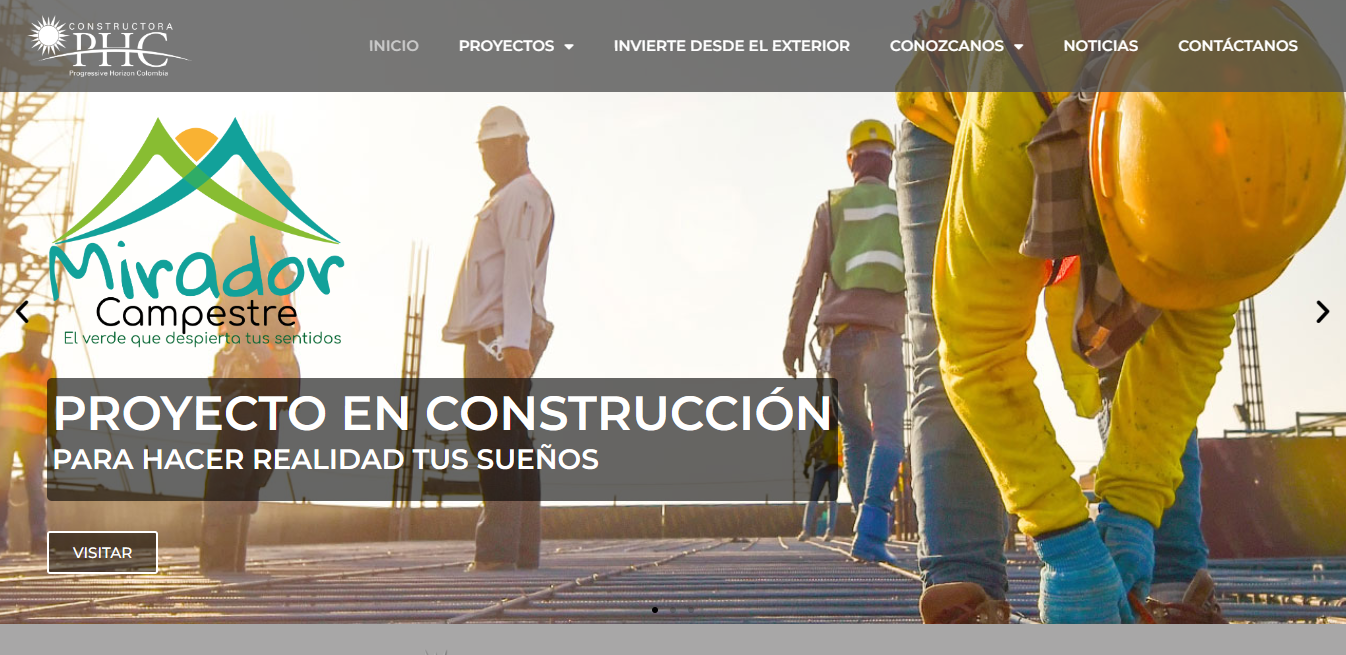 CONSTRUCTORA
PHC
Progressive Horizon Colombia
INICIO
PROYECTOS
INVIERTE DESDE EL EXTERIOR
CONOZCANOS
NOTICIAS
CONTÁCTANOS
Mirador
Campestre
El verde que despierta tus sentidos
PROYECTO EN CONSTRUCCIÓN
PARA HACER REALIDAD TUS SUEÑOS
VISITAR